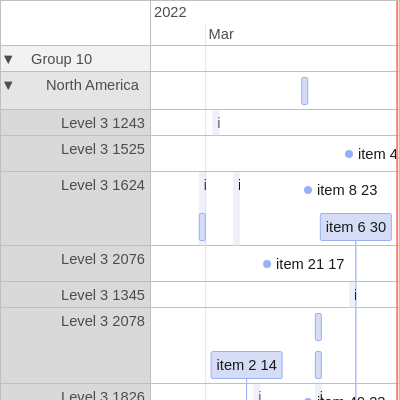 2022
Mar
▼ Group 10
▼ North America
Level 3 1243 i
Level 3 1525 item 4
Level 3 1624 i i item 8 23
item 6 30
Level 3 2076 item 21 17
Level 3 1345 i
Level 3 2078
item 2 14
Level 3 1826 i i